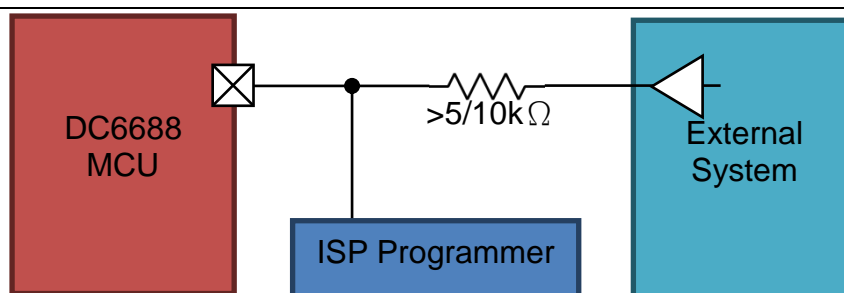 DC6688
MCU
>5/10kΩ
External
System
ISP Programmer